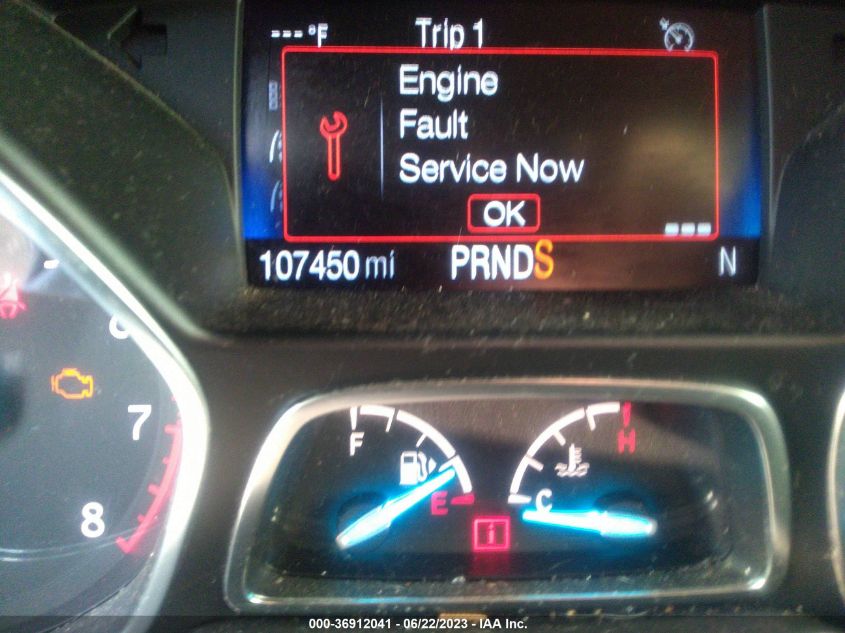 --- °F Trip 1
Engine
Fault
Service Now
OK
---
107450 mi PRNDS N
6
7
8
F
E
H
C
i
000-36912041 - 06/22/2023 - IAA Inc.